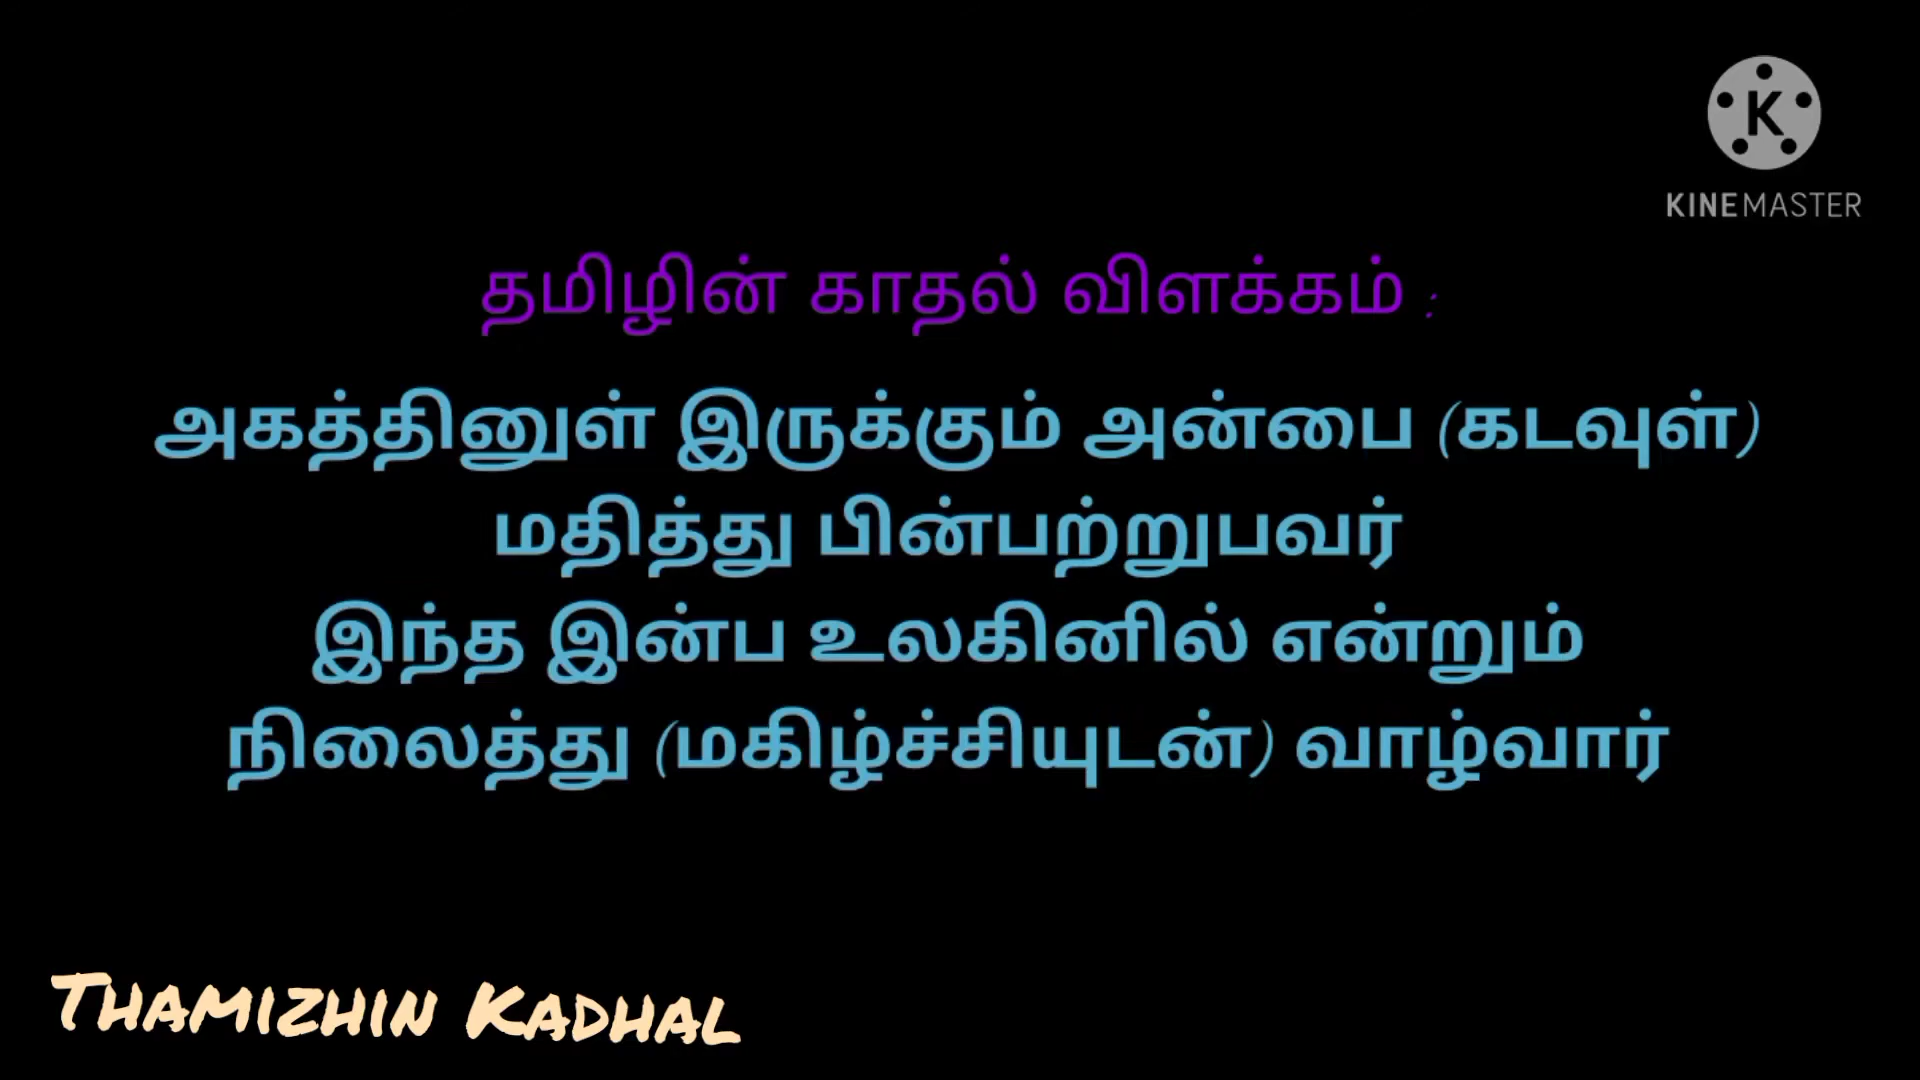 K
KINEMASTER
தமிழின் காதல் விளக்கம் :
அகத்தினுள் இருக்கும் அன்பை (கடவுள்)
மதித்து பின்பற்றுபவர்
இந்த இன்ப உலகினில் என்றும்
நிலைத்து (மகிழ்ச்சியுடன்) வாழ்வார்
THAMIZHIN KADHAL